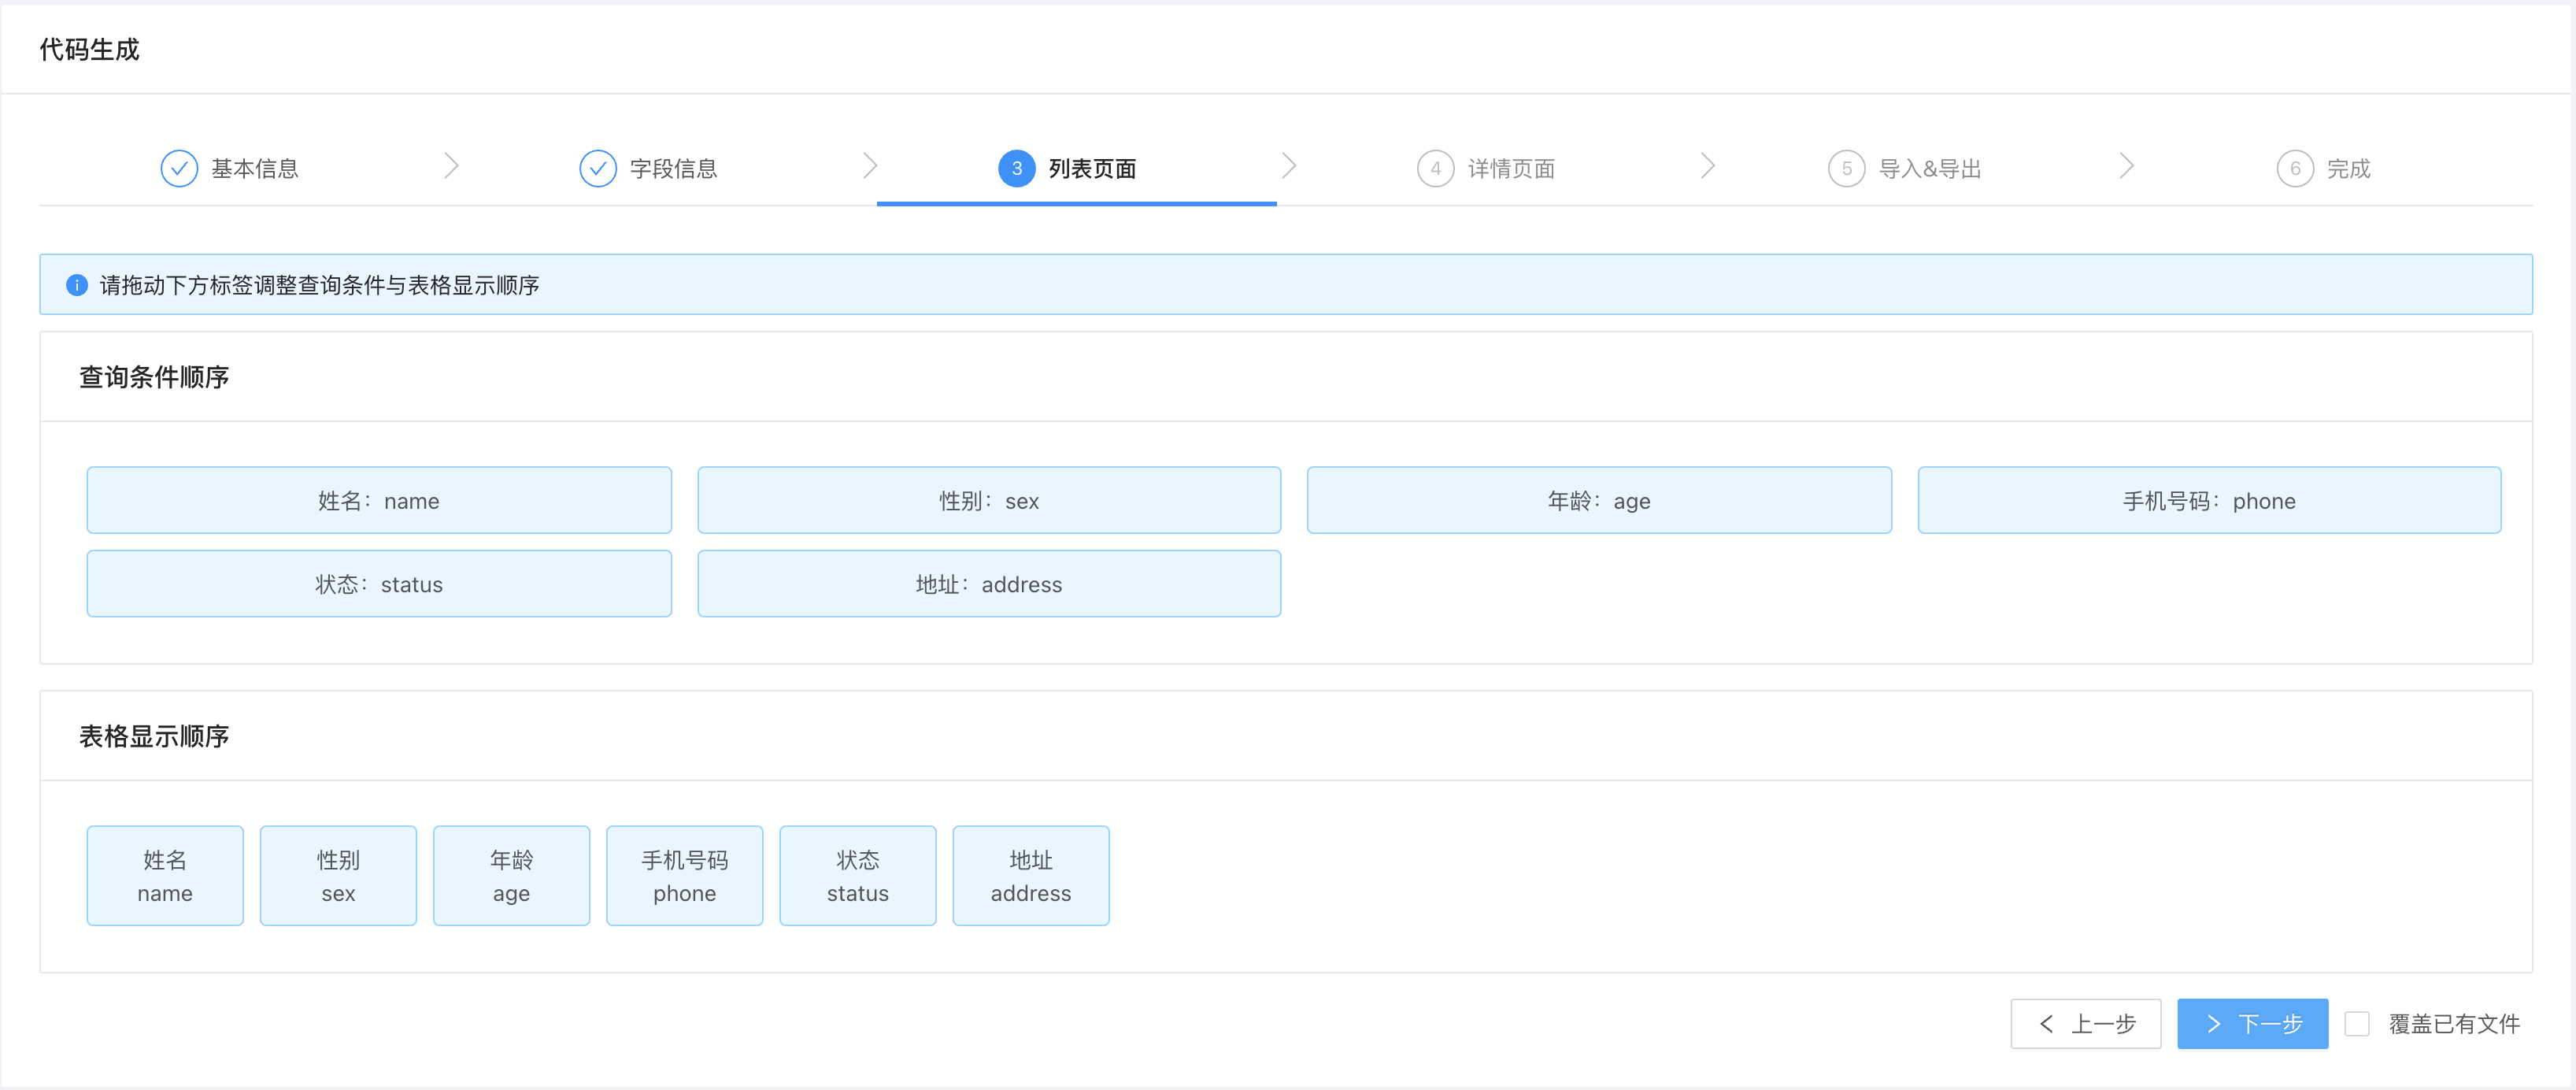 代码生成
基本信息
字段信息
3 列表页面
4 详情页面
5 导入&导出
6 完成
请拖动下方标签调整查询条件与表格显示顺序
查询条件顺序
姓名：name
性别：sex
年龄：age
手机号码：phone
状态：status
地址：address
表格显示顺序
姓名
name
性别
sex
年龄
age
手机号码
phone
状态
status
地址
address
上一步
下一步
覆盖已有文件